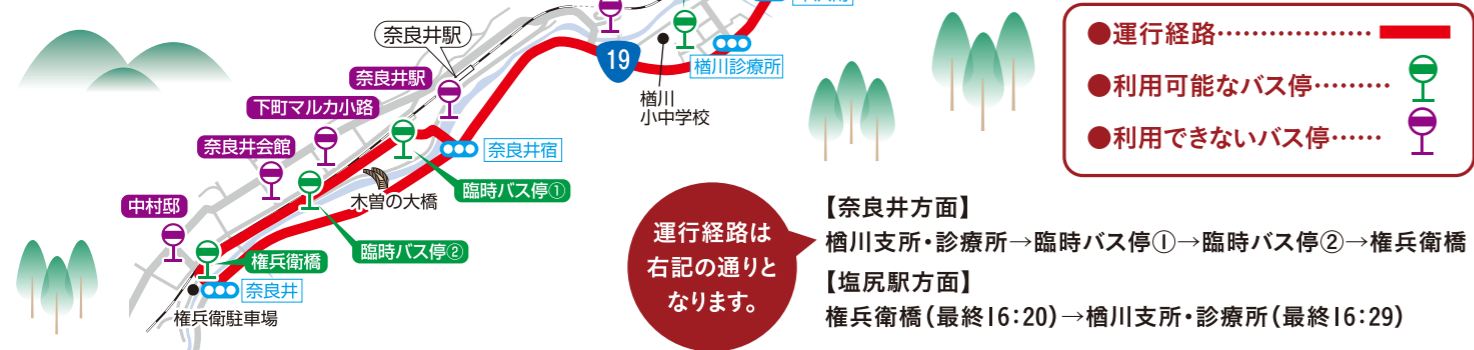 奈良井駅
奈良井駅
下町マルカ小路
奈良井会館
中村邸
19
楢川診療所
楢川
小中学校
奈良井宿
臨時バス停①
木曽の大橋
臨時バス停②
権兵衛橋
奈良井
権兵衛駐車場
●運行経路………………
●利用可能なバス停………
●利用できないバス停……
運行経路は
右記の通りと
なります。
【奈良井方面】
楢川支所・診療所→臨時バス停①→臨時バス停②→権兵衛橋
【塩尻駅方面】
権兵衛橋(最終16:20)→楢川支所・診療所(最終16:29)